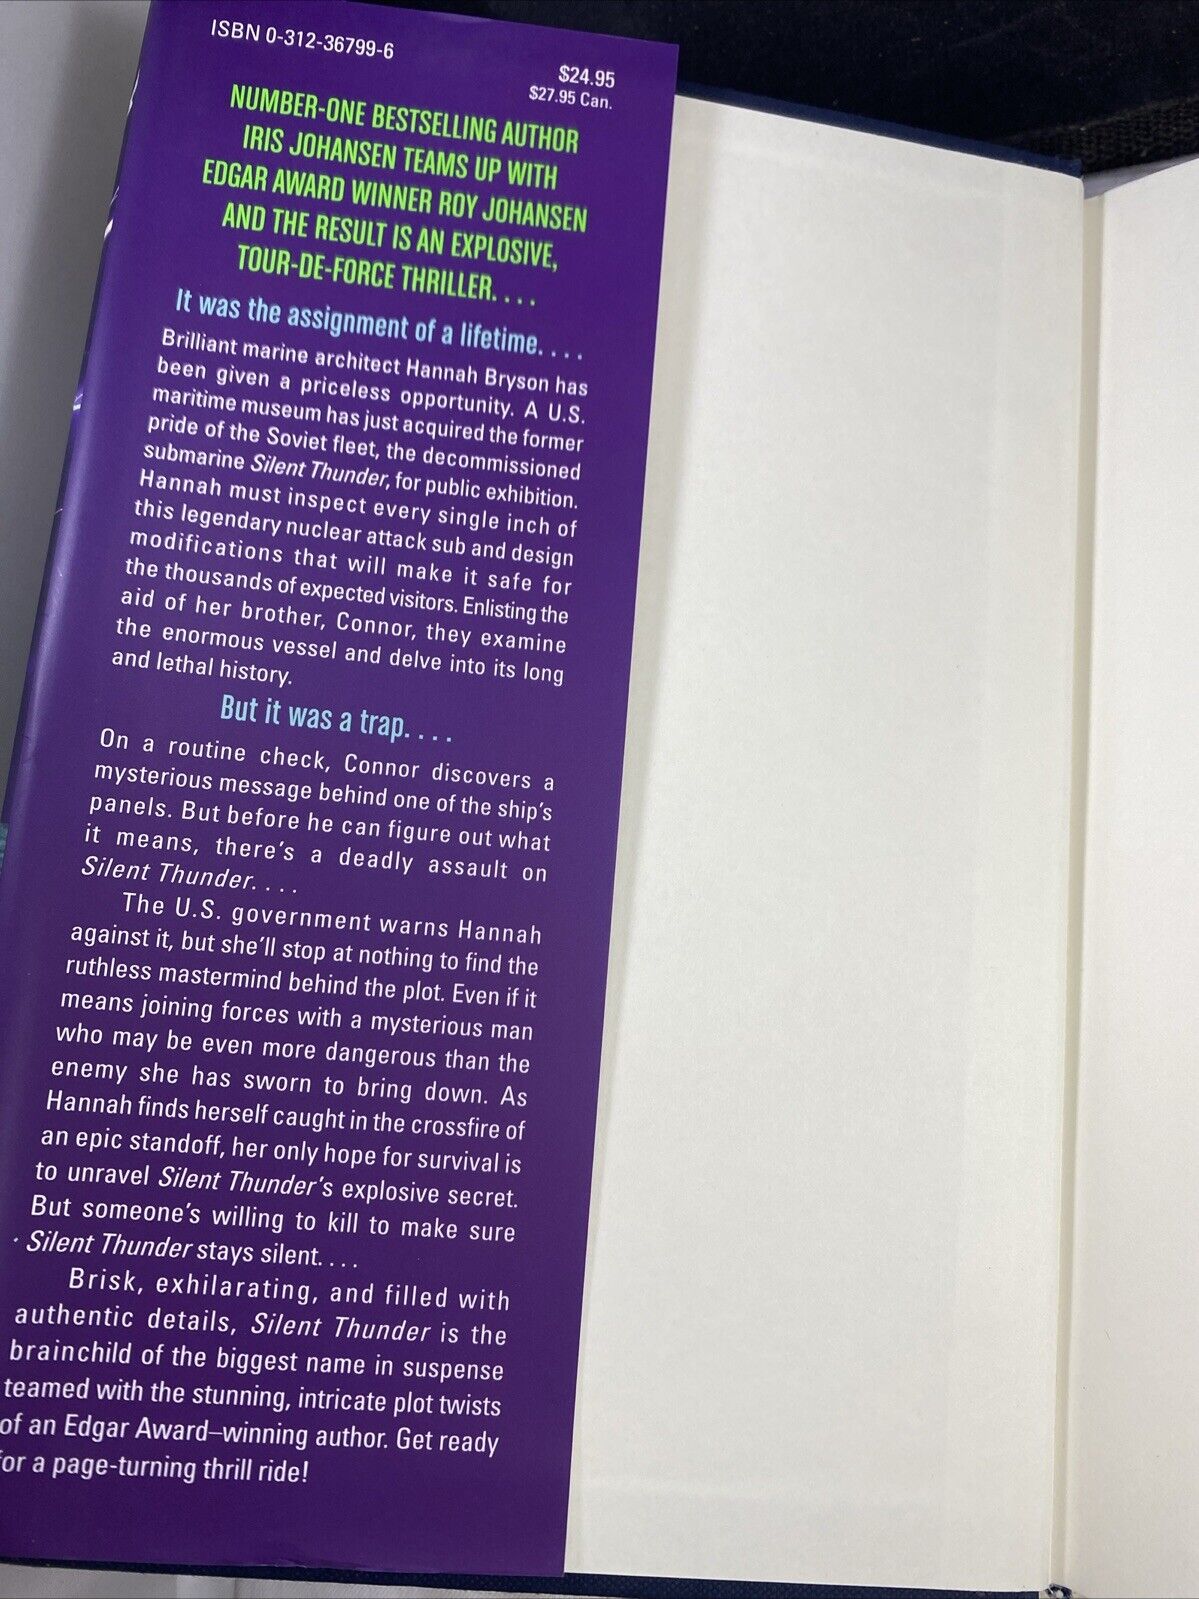 ISBN 0-312-36799-6
$24.95
$27.95 Can.
NUMBER-ONE BESTSELLING AUTHOR
IRIS JOHANSEN TEAMS UP WITH
EDGAR AWARD WINNER ROY JOHANSEN
AND THE RESULT IS AN EXPLOSIVE,
TOUR-DE-FORCE THRILLER. . . .
It was the assignment of a lifetime. . . .
Brilliant marine architect Hannah Bryson has
been given a priceless opportunity. A U.S.
maritime museum has just acquired the former
pride of the Soviet fleet, the decommissioned
submarine Silent Thunder, for public exhibition.
Hannah must inspect every single inch of
this legendary nuclear attack sub and design
modifications that will make it safe for
the thousands of expected visitors. Enlisting the
aid of her brother, Connor, they examine
the enormous vessel and delve into its long
and lethal history.
But it was a trap. . . .
On a routine check, Connor discovers a
mysterious message behind one of the ship's
panels. But before he can figure out what
it means, there's a deadly assault on
Silent Thunder. . . .
The U.S. government warns Hannah
against it, but she'll stop at nothing to find the
ruthless mastermind behind the plot. Even if it
means joining forces with a mysterious man
who may be even more dangerous than the
enemy she has sworn to bring down. As
Hannah finds herself caught in the crossfire of
an epic standoff, her only hope for survival is
to unravel Silent Thunder's explosive secret.
But someone's willing to kill to make sure
Silent Thunder stays silent. . . .
Brisk, exhilarating, and filled with
authentic details, Silent Thunder is the
brainchild of the biggest name in suspense
teamed with the stunning, intricate plot twists
of an Edgar Award–winning author. Get ready
for a page-turning thrill ride!